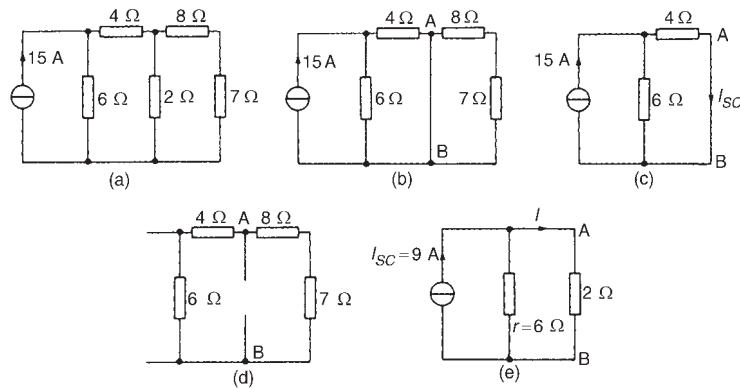 4 Ω 8 Ω
15 A
6 Ω 2 Ω 7 Ω
(a)
4 Ω A 8 Ω
15 A
6 Ω 7 Ω
B
(b)
4 Ω
A
15 A
6 Ω
I_SC
B
(c)
4 Ω A 8 Ω
6 Ω 7 Ω
B
(d)
I
A
I_SC = 9 A
2 Ω
r = 6 Ω
B
(e)